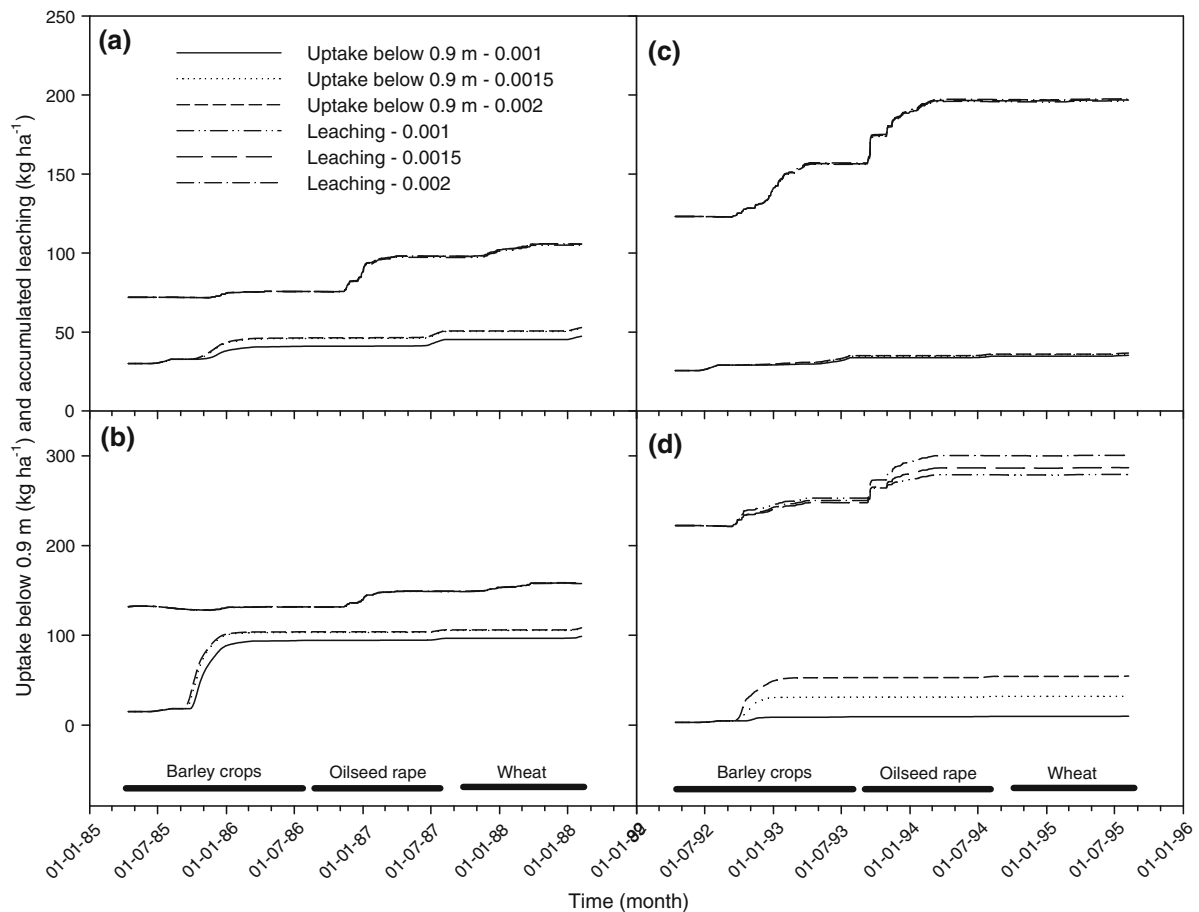 Uptake below 0.9 m (kg ha⁻¹) and accumulated leaching (kg ha⁻¹)
250
200
150
100
50
0
(a)
Uptake below 0.9 m - 0.001
Uptake below 0.9 m - 0.0015
Uptake below 0.9 m - 0.002
Leaching - 0.001
Leaching - 0.0015
Leaching - 0.002
(c)
300
200
100
0
(b)
Barley crops
Oilseed rape
Wheat
(d)
Barley crops
Oilseed rape
Wheat
01-01-85
01-07-85
01-01-86
01-07-86
01-01-87
01-07-87
01-01-88
01-01-88
01-07-92
01-01-93
01-07-93
01-01-94
01-07-94
01-01-95
01-07-95
01-01-96
Time (month)